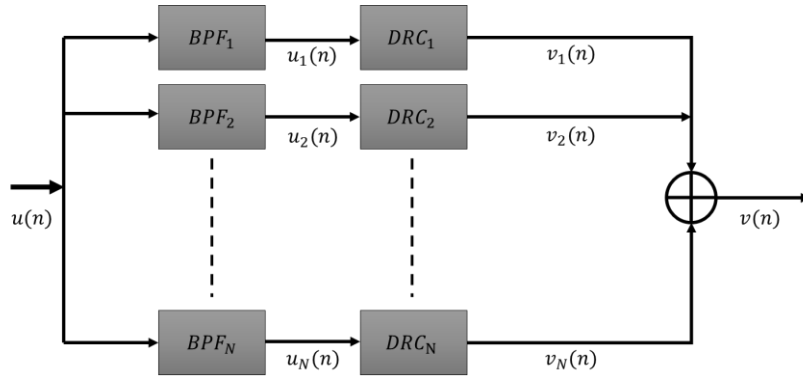 BPF₁
u₁(n)
DRC₁
v₁(n)
BPF₂
u₂(n)
DRC₂
v₂(n)
u(n)
v(n)
BPF_N
u_N(n)
DRC_N
v_N(n)